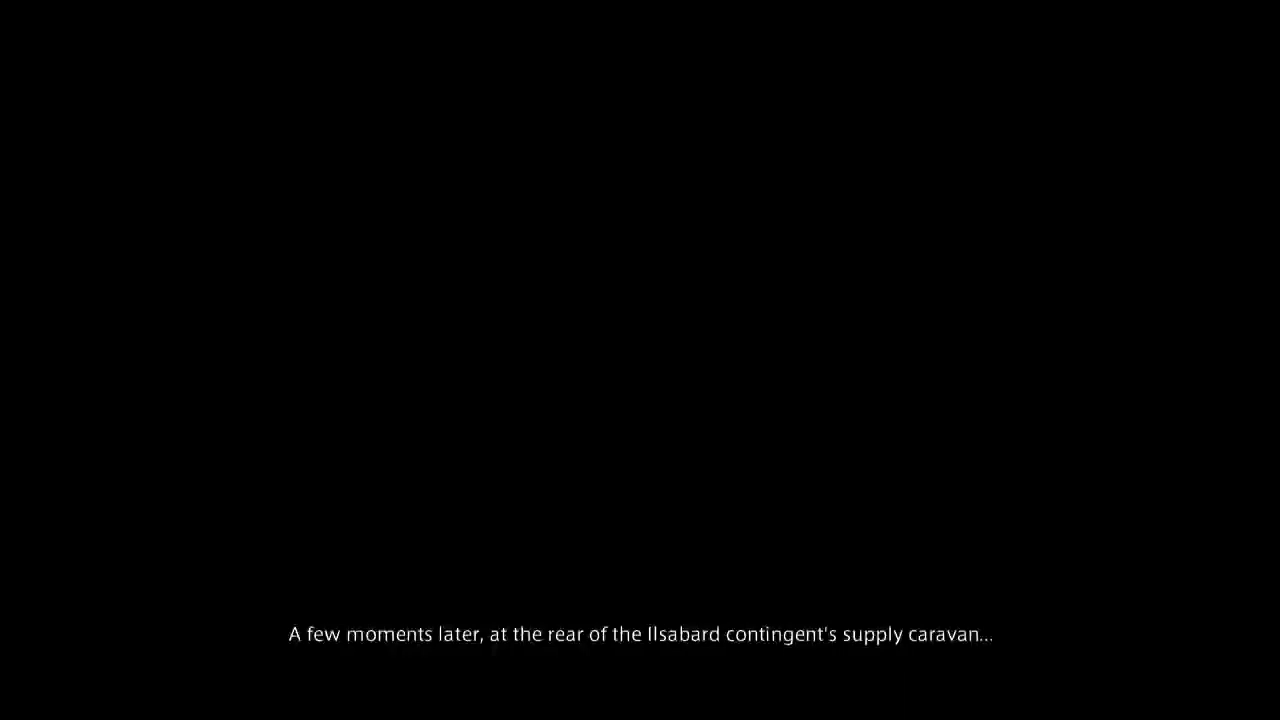 A few moments later, at the rear of the Ilsabard contingent's supply caravan...